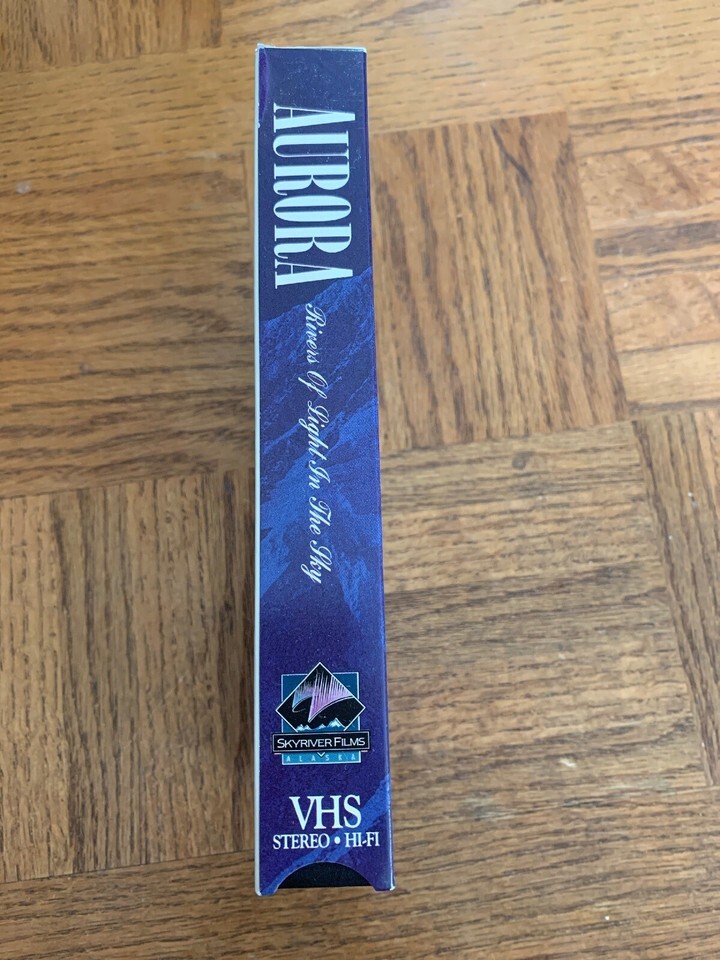 AURORA
Rivers Of Light In The Sky
SKYRIVER FILMS
ALASKA
VHS
STEREO • HI-FI